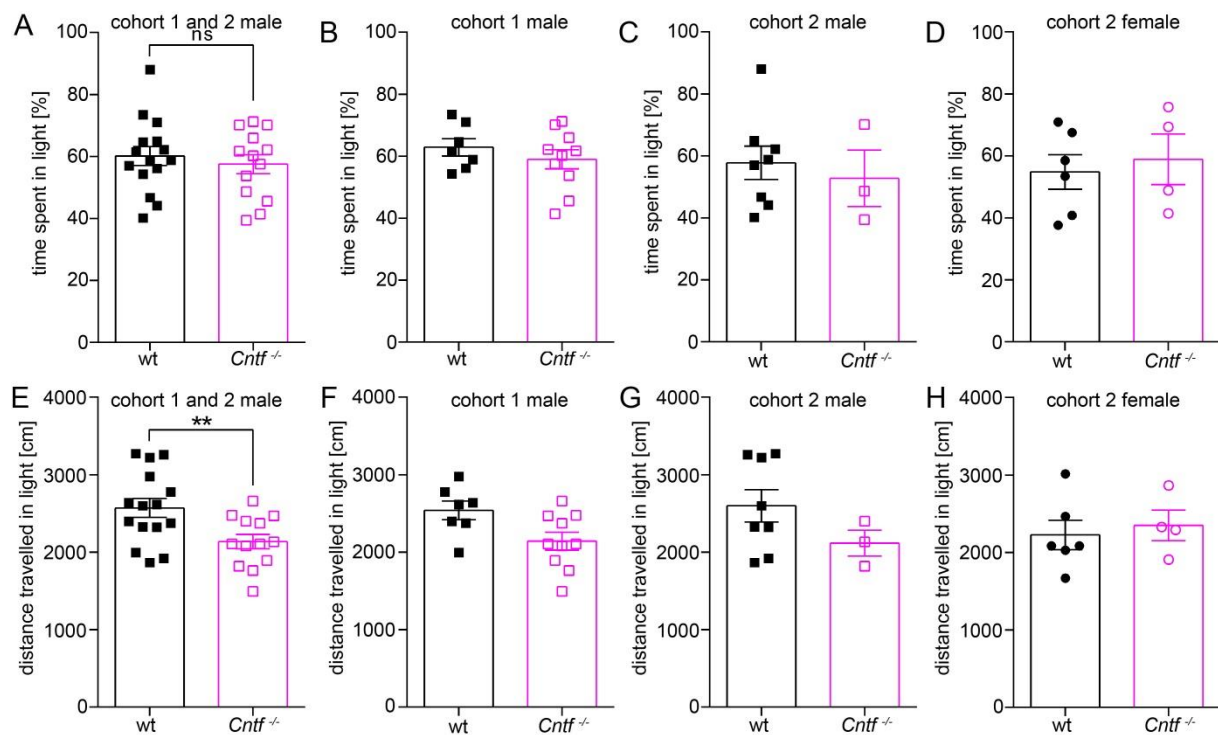 A
cohort 1 and 2 male
ns
time spent in light [%]
100
80
60
40
20
0
wt
Cntf -/-
B
cohort 1 male
time spent in light [%]
100
80
60
40
20
0
wt
Cntf -/-
C
cohort 2 male
time spent in light [%]
100
80
60
40
20
0
wt
Cntf -/-
D
cohort 2 female
time spent in light [%]
100
80
60
40
20
0
wt
Cntf -/-
E
cohort 1 and 2 male
**
distance travelled in light [cm]
4000
3000
2000
1000
0
wt
Cntf -/-
F
cohort 1 male
distance travelled in light [cm]
4000
3000
2000
1000
0
wt
Cntf -/-
G
cohort 2 male
distance travelled in light [cm]
4000
3000
2000
1000
0
wt
Cntf -/-
H
cohort 2 female
distance travelled in light [cm]
4000
3000
2000
1000
0
wt
Cntf -/-